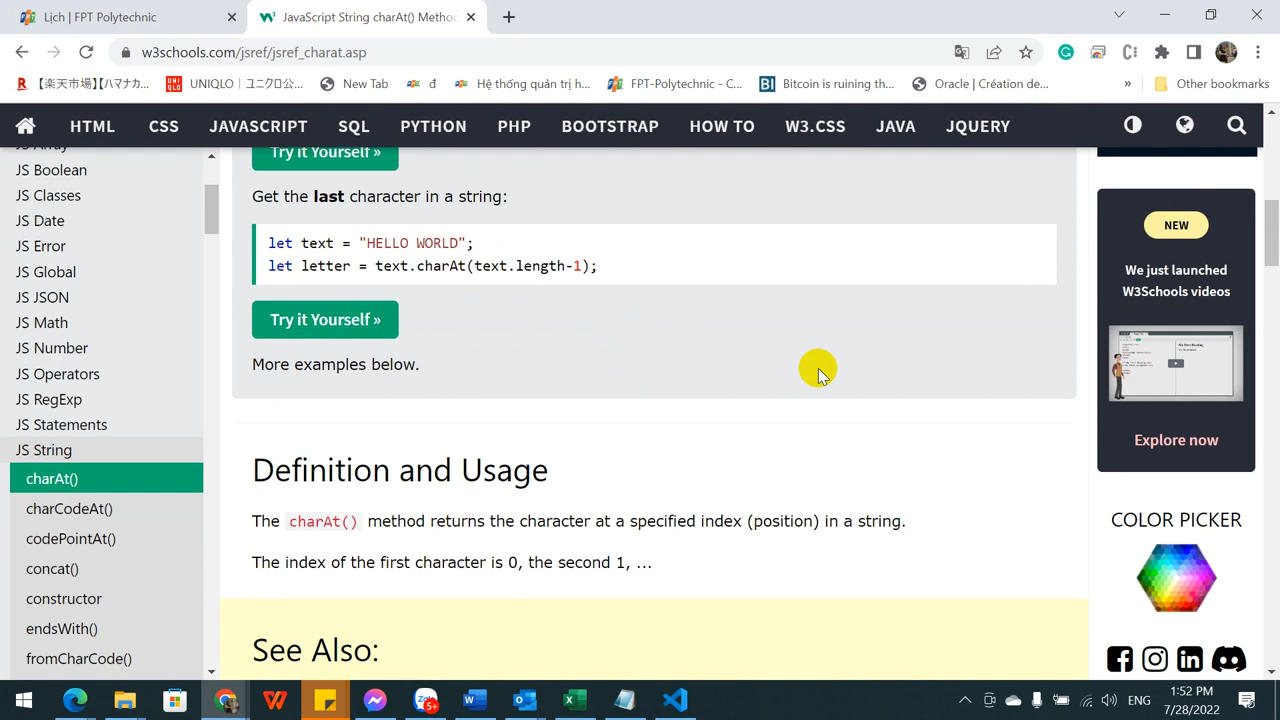 Lịch | FPT Polytechnic
JavaScript String charAt() Metho
w3schools.com/jsref/jsref_charat.asp
【楽天市場】【ハマナカ...
UNIQLO｜ユニクロ公...
New Tab
đ
Hệ thống quản trị h...
FPT-Polytechnic - C...
BI
Bitcoin is ruining th...
Oracle | Création de...
»
Other bookmarks
HTML
CSS
JAVASCRIPT
SQL
PYTHON
PHP
BOOTSTRAP
HOW TO
W3.CSS
JAVA
JQUERY
JS Array
JS Boolean
JS Classes
JS Date
JS Error
JS Global
JS JSON
JS Math
JS Number
JS Operators
JS RegExp
JS Statements
JS String
charAt()
charCodeAt()
codePointAt()
concat()
constructor
endsWith()
fromCharCode()
Try it Yourself »
Get the last character in a string:
let text = "HELLO WORLD";
let letter = text.charAt(text.length-1);
Try it Yourself »
More examples below.
Definition and Usage
The charAt() method returns the character at a specified index (position) in a string.
The index of the first character is 0, the second 1, ...
See Also:
NEW
We just launched
W3Schools videos
Explore now
COLOR PICKER
Zalo
5+
ENG
1:52 PM
7/28/2022